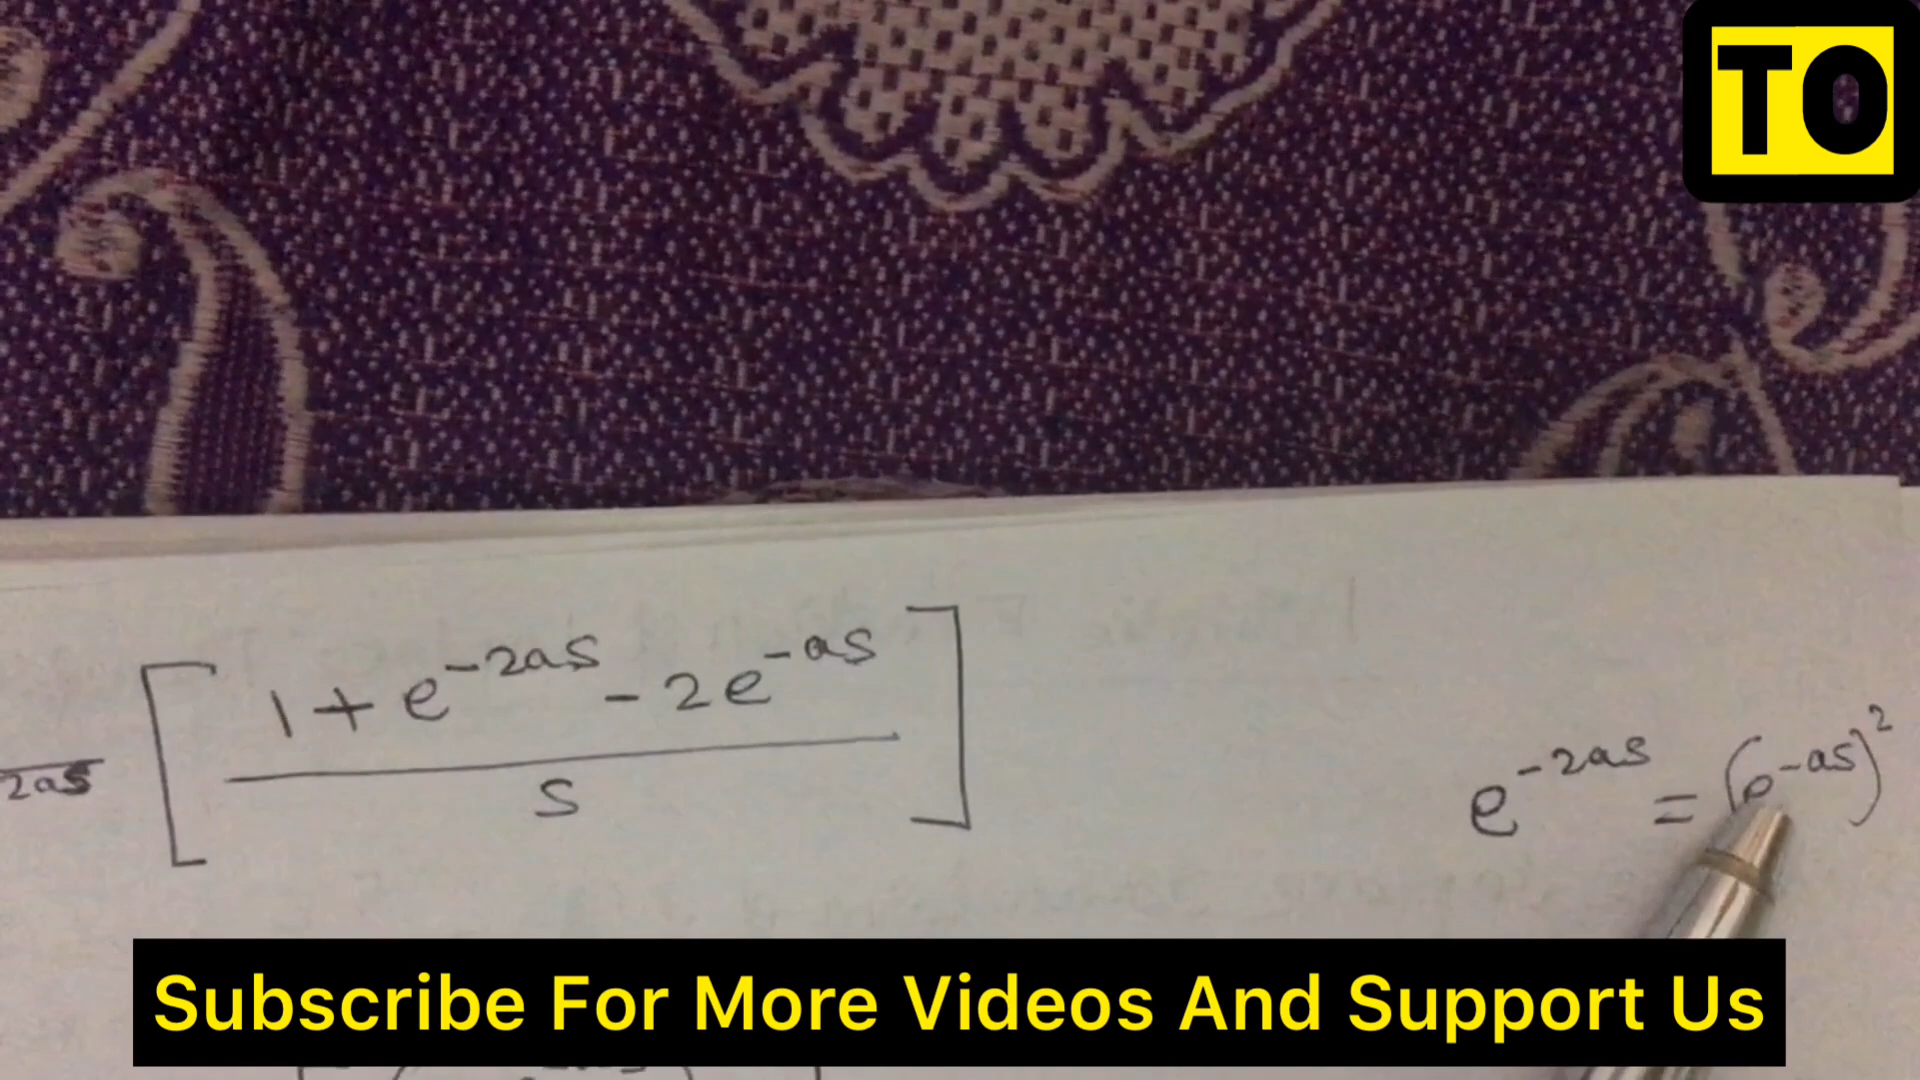 TO
1+e^{-2as}-2e^{-as}
2as
s
e^{-2as} = (e^{-as})^2
Subscribe For More Videos And Support Us